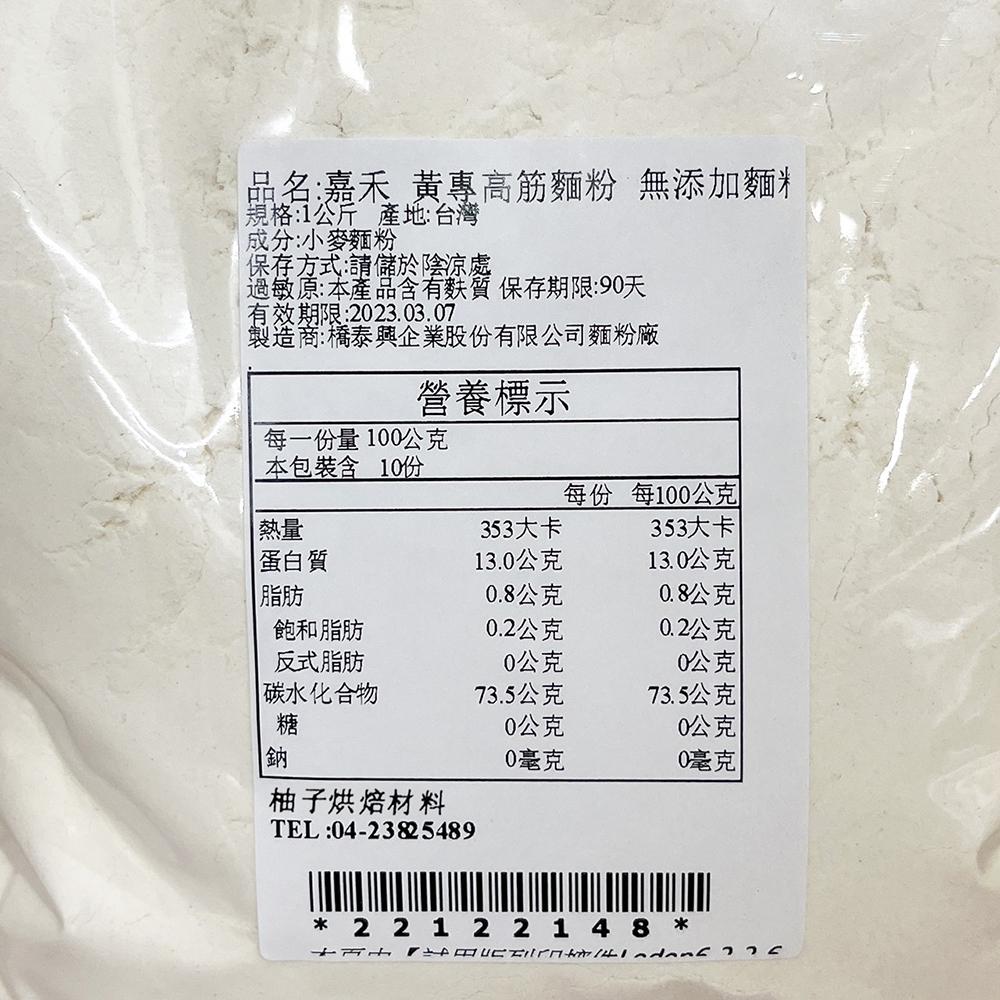 品名:嘉禾 黃專高筋麵粉 無添加麵粉
規格:1公斤 產地:台灣
成分:小麥麵粉
保存方式:請儲於陰涼處
過敏原:本產品含有麩質 保存期限:90天
有效期限:2023.03.07
製造商:橋泰興企業股份有限公司麵粉廠
營養標示
每一份量 100公克
本包裝含 10份
每份 每100公克
熱量 353大卡 353大卡
蛋白質 13.0公克 13.0公克
脂肪 0.8公克 0.8公克
飽和脂肪 0.2公克 0.2公克
反式脂肪 0公克 0公克
碳水化合物 73.5公克 73.5公克
糖 0公克 0公克
鈉 0毫克 0毫克
柚子烘焙材料
TEL:04-23825489
*22122148*